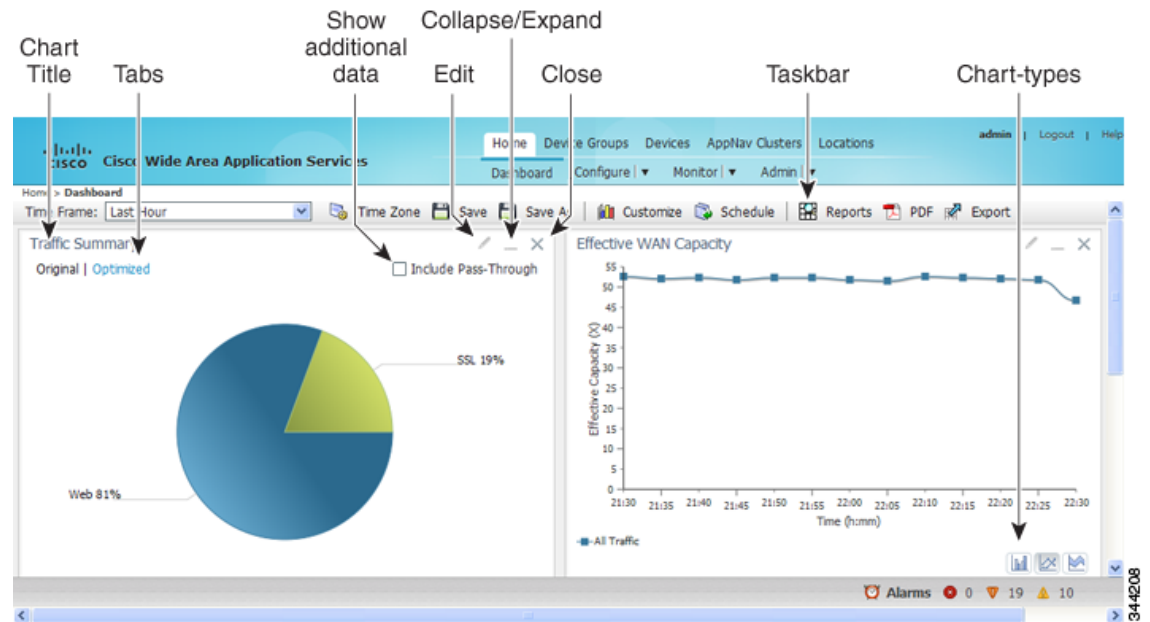 Show
additional
data
Collapse/Expand
Chart
Title
Tabs
Edit
Close
Taskbar
Chart-types
cisco
Cisco Wide Area Application Services
Home Device Groups Devices AppNav Clusters Locations
admin | Logout | Help
Dashboard Configure | ▼ Monitor | ▼ Admin | ▼
Home > Dashboard
Time Frame: Last Hour Time Zone Save Save As | Customize Schedule | Reports PDF Export
Traffic Summary
Original | Optimized
Include Pass-Through
SSL 19%
Web 81%
Effective WAN Capacity
Effective Capacity (X)
55
50
45
40
35
30
25
20
15
10
5
0
21:30 21:35 21:40 21:45 21:50 21:55 22:00 22:05 22:10 22:15 22:20 22:25 22:30
Time (h:mm)
All Traffic
Alarms 0 19 10
344208